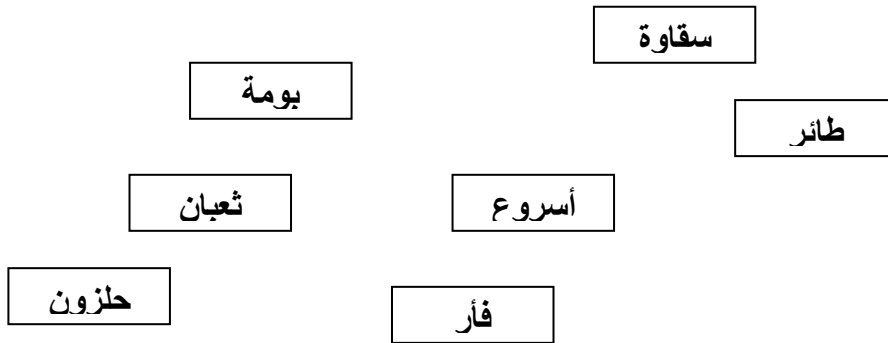 سقاوة
بومة
طائر
ثعبان
أسروع
حلزون
فأر